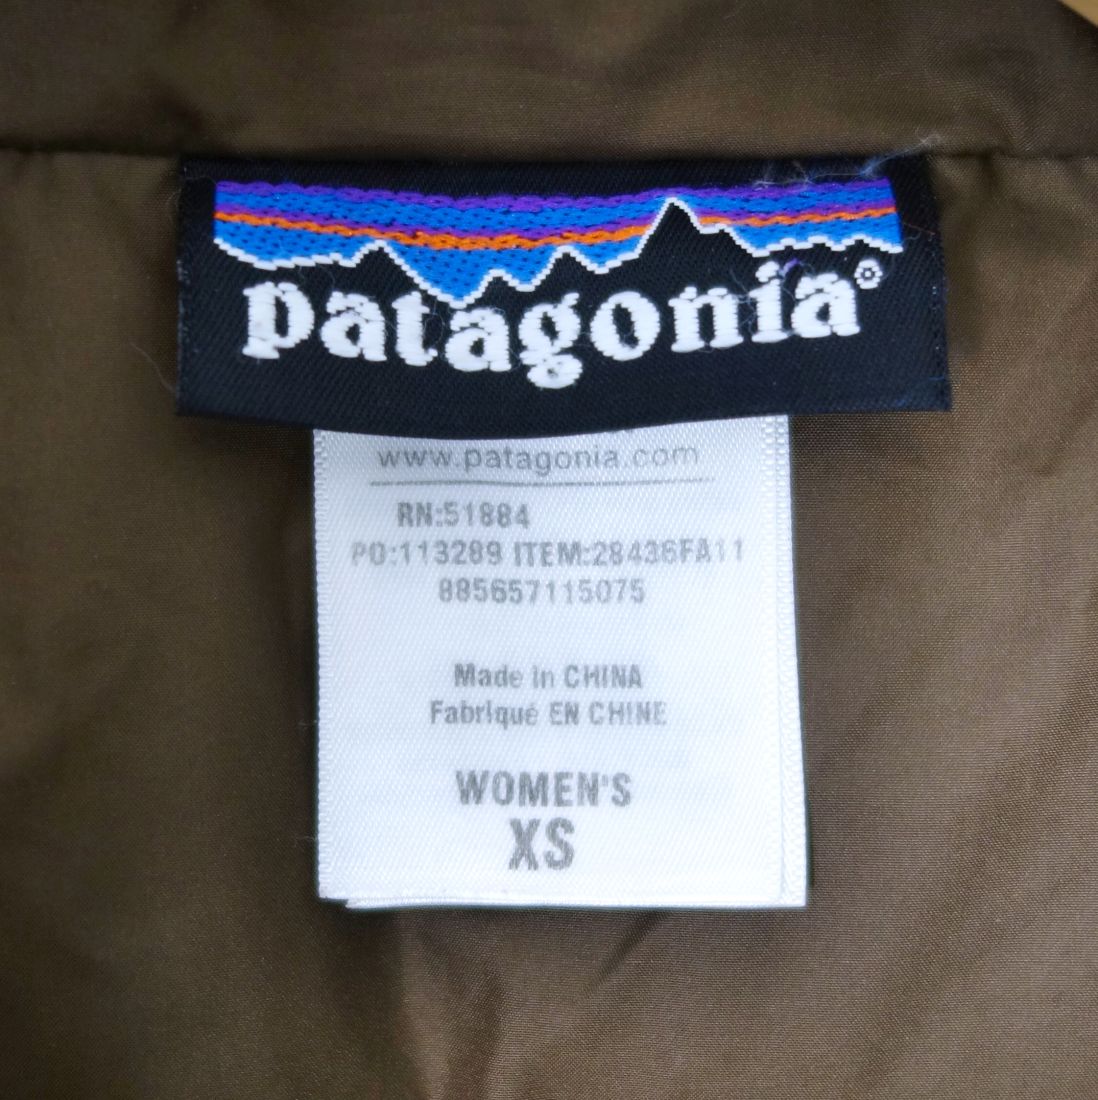 patagonia®
www.patagonia.com
RN:51884
PO:113289 ITEM:28436FA11
885657115075
Made in CHINA
Fabriqué EN CHINE
WOMEN'S
XS